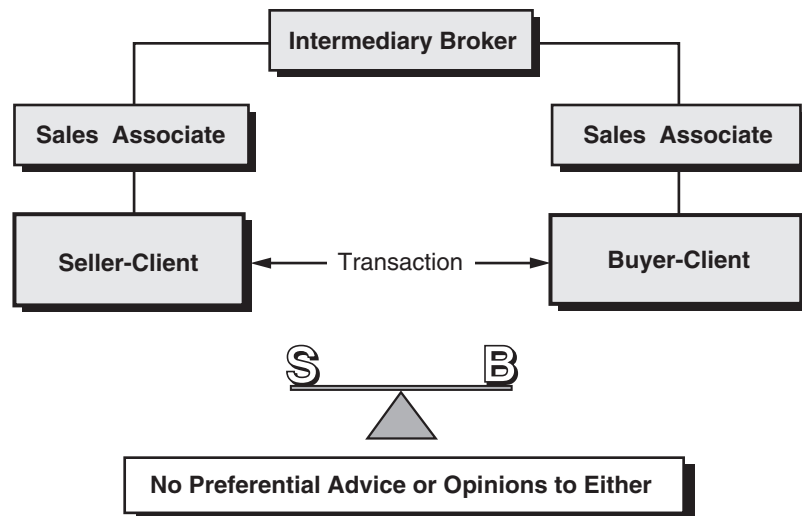 Intermediary Broker
Sales Associate
Sales Associate
Seller-Client
Transaction
Buyer-Client
S
B
No Preferential Advice or Opinions to Either